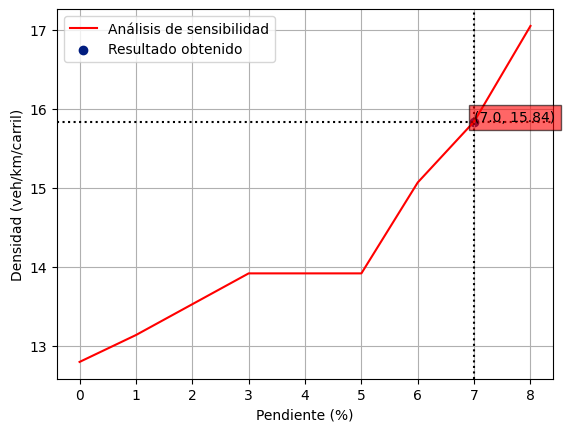 Análisis de sensibilidad
Resultado obtenido
17
16
15
14
13
(7.0, 15.84)
Densidad (veh/km/carril)
0 1 2 3 4 5 6 7 8
Pendiente (%)